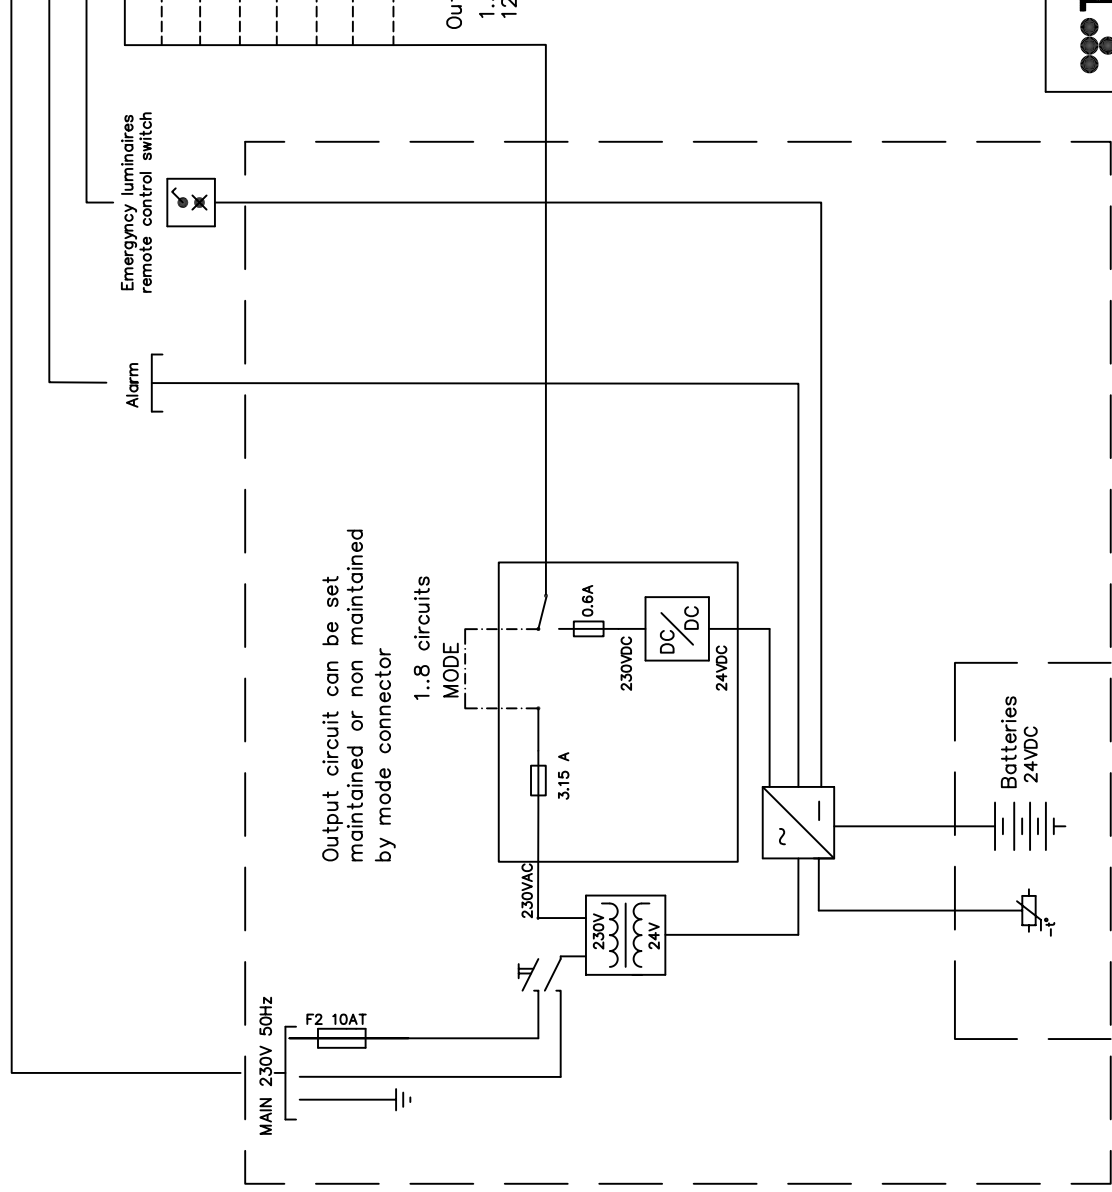 Emergyncy luminaires
remote control switch
Alarm
Output circuit can be set
maintained or non maintained
by mode connector
1..8 circuits
MODE
0.6A
230VDC
DC
DC
24VDC
3.15 A
230VAC
230V
24V
~
Batteries
24VDC
-t°
MAIN 230V 50Hz
F2 10AT